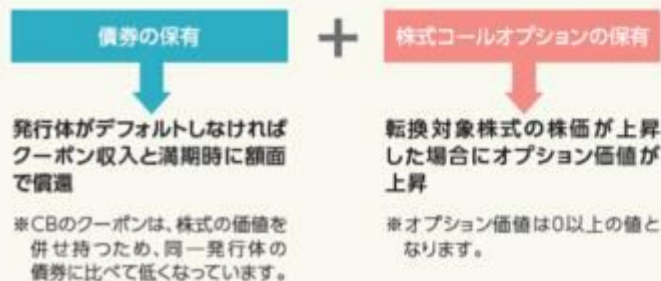 債券の保有
+
株式コールオプションの保有
発行体がデフォルトしなければ
クーポン収入と満期時に額面
で償還
※CBのクーポンは、株式の価値を
併せ持つため、同一発行体の
債券に比べて低くなっています。
転換対象株式の株価が上昇
した場合にオプション価値が
上昇
※オプション価値は0以上の値と
なります。